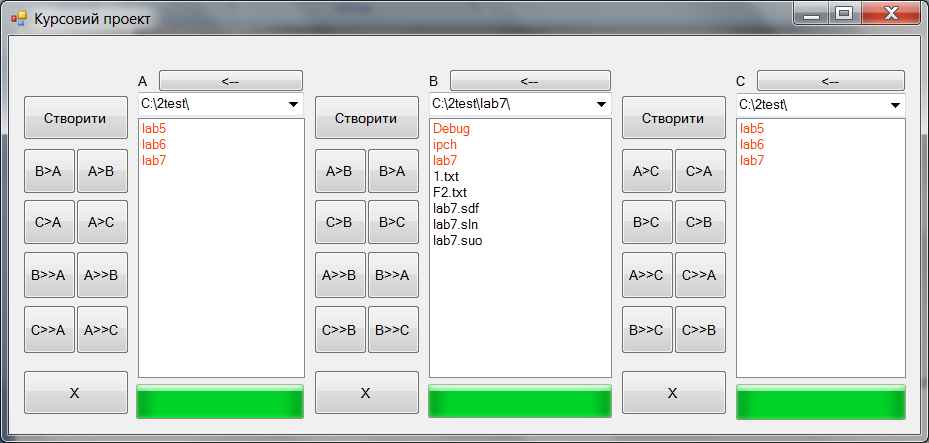 Курсовий проект
A <--
Створити
C:\2test\
lab5
lab6
lab7
B>A A>B
C>A A>C
B>>A A>>B
C>>A A>>C
X
B <--
Створити
C:\2test\lab7\
Debug
ipch
lab7
1.txt
F2.txt
lab7.sdf
lab7.sln
lab7.suo
A>B B>A
C>B B>C
A>>B B>>A
C>>B B>>C
X
C <--
Створити
C:\2test\
lab5
lab6
lab7
A>C C>A
B>C C>B
A>>C C>>A
B>>C C>>B
X